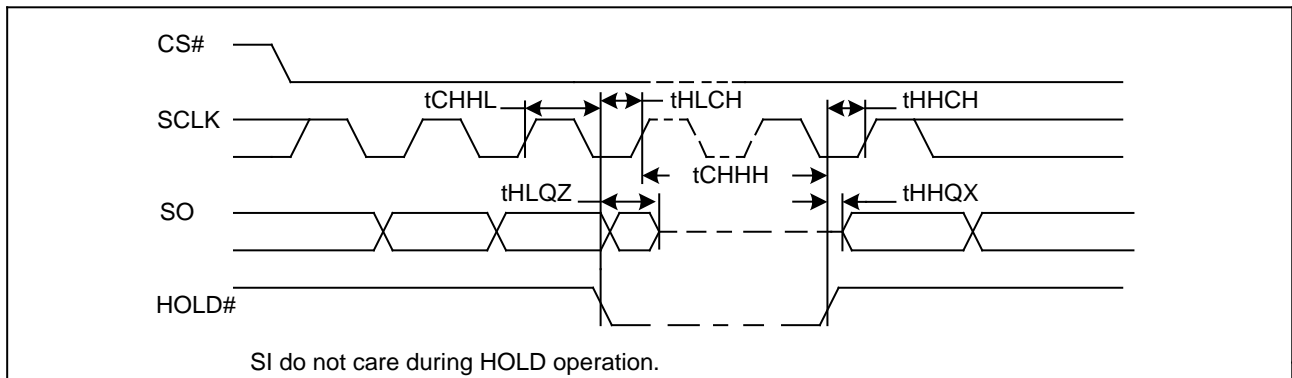 CS#
tCHHL
tHLCH
tHHCH
SCLK
tCHHH
tHLQZ
tHHQX
SO
HOLD#
SI do not care during HOLD operation.